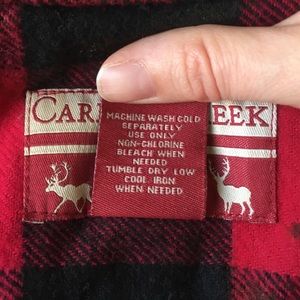 CAR EEK
MACHINE WASH COLD
SEPARATELY
USE ONLY
NON-CHLORINE
BLEACH WHEN
NEEDED
TUMBLE DRY LOW
COOL IRON
WHEN NEEDED